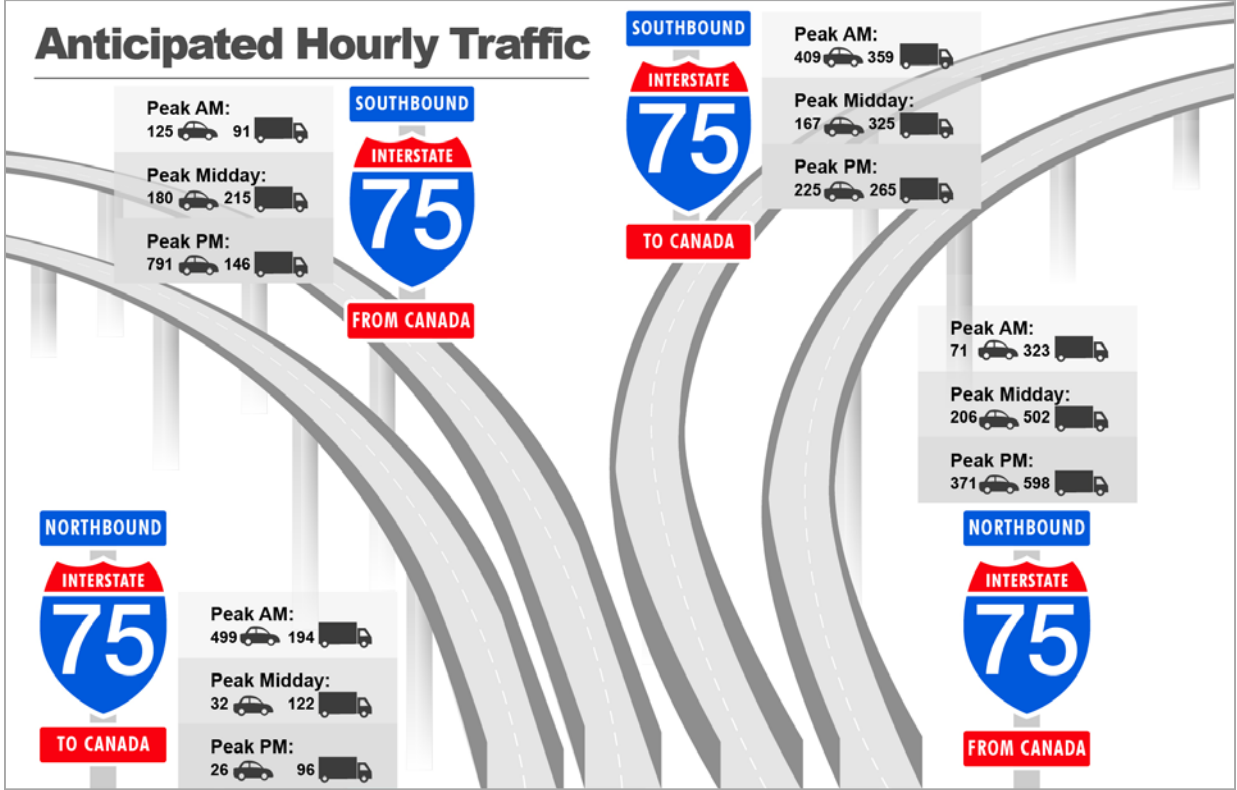 Anticipated Hourly Traffic
Peak AM:
125 91
Peak Midday:
180 215
Peak PM:
791 146
SOUTHBOUND
INTERSTATE
75
FROM CANADA
SOUTHBOUND
INTERSTATE
75
TO CANADA
Peak AM:
409 359
Peak Midday:
167 325
Peak PM:
225 265
Peak AM:
71 323
Peak Midday:
206 502
Peak PM:
371 598
NORTHBOUND
INTERSTATE
75
FROM CANADA
NORTHBOUND
INTERSTATE
75
TO CANADA
Peak AM:
499 194
Peak Midday:
32 122
Peak PM:
26 96